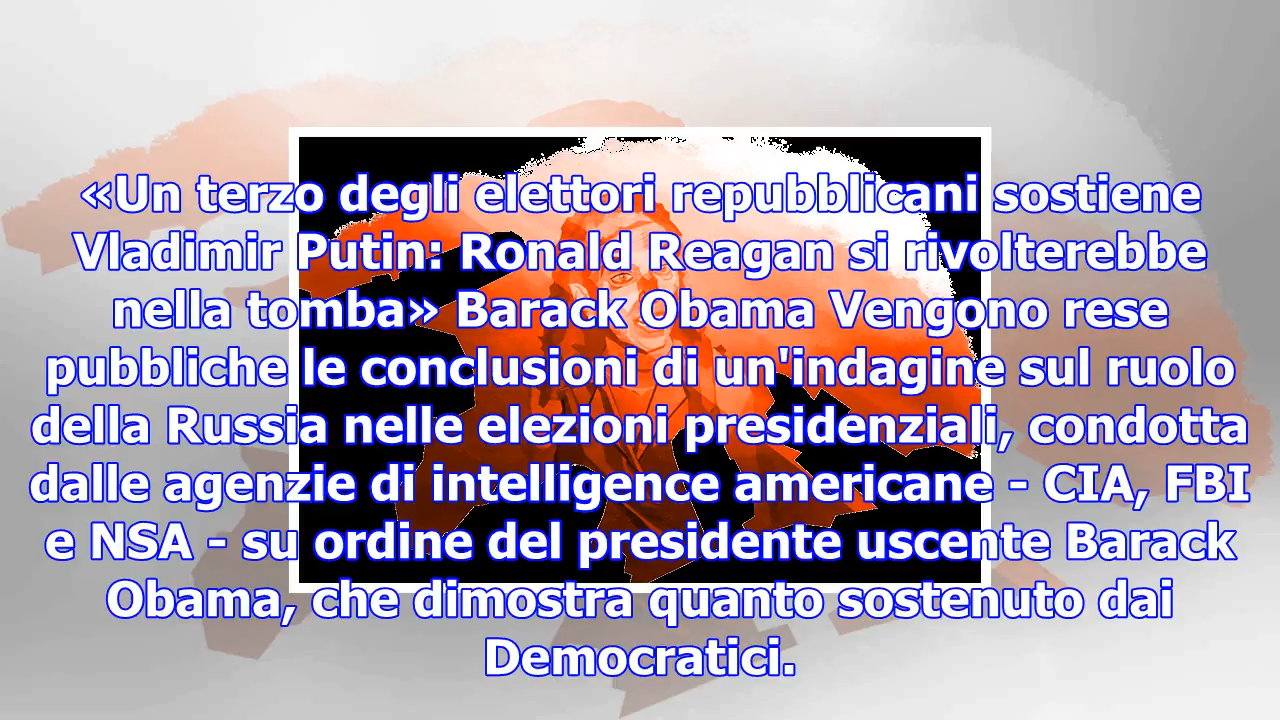 «Un terzo degli elettori repubblicani sostiene
Vladimir Putin: Ronald Reagan si rivolterebbe
nella tomba» Barack Obama Vengono rese
pubbliche le conclusioni di un'indagine sul ruolo
della Russia nelle elezioni presidenziali, condotta
dalle agenzie di intelligence americane - CIA, FBI
e NSA - su ordine del presidente uscente Barack
Obama, che dimostra quanto sostenuto dai
Democratici.